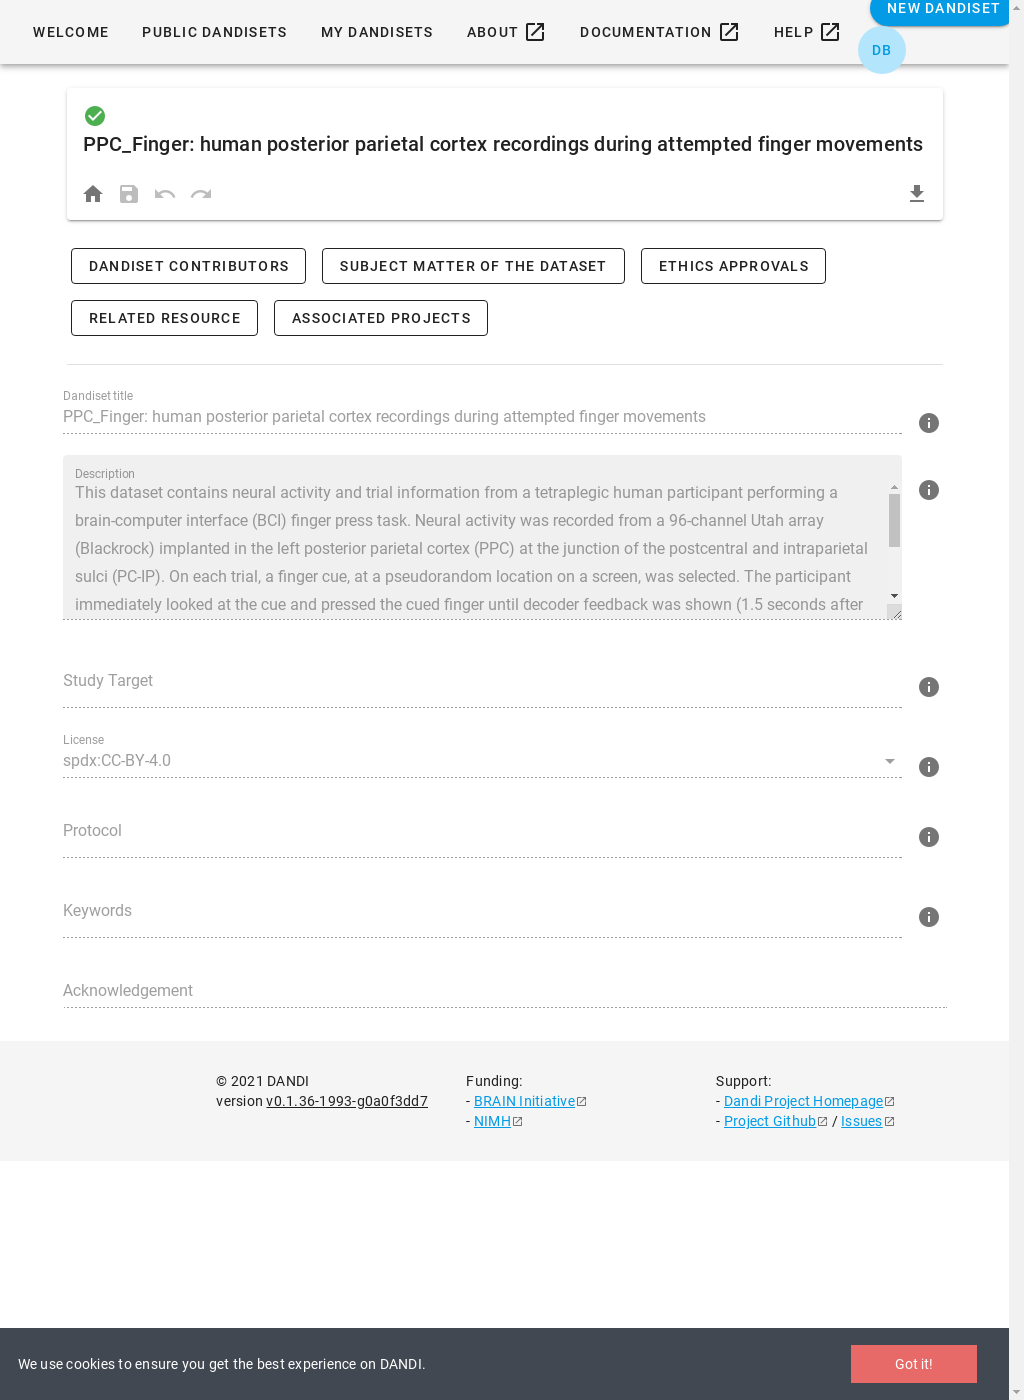 WELCOME
PUBLIC DANDISETS
MY DANDISETS
ABOUT
DOCUMENTATION
HELP
NEW DANDISET
DB
PPC_Finger: human posterior parietal cortex recordings during attempted finger movements
DANDISET CONTRIBUTORS
SUBJECT MATTER OF THE DATASET
ETHICS APPROVALS
RELATED RESOURCE
ASSOCIATED PROJECTS
Dandiset title
PPC_Finger: human posterior parietal cortex recordings during attempted finger movements
Description
This dataset contains neural activity and trial information from a tetraplegic human participant performing a
brain-computer interface (BCI) finger press task. Neural activity was recorded from a 96-channel Utah array
(Blackrock) implanted in the left posterior parietal cortex (PPC) at the junction of the postcentral and intraparietal
sulci (PC-IP). On each trial, a finger cue, at a pseudorandom location on a screen, was selected. The participant
immediately looked at the cue and pressed the cued finger until decoder feedback was shown (1.5 seconds after
Study Target
License
spdx:CC-BY-4.0
Protocol
Keywords
Acknowledgement
© 2021 DANDI
version v0.1.36-1993-g0a0f3dd7
Funding:
- BRAIN Initiative
- NIMH
Support:
- Dandi Project Homepage
- Project Github / Issues
We use cookies to ensure you get the best experience on DANDI.
Got it!